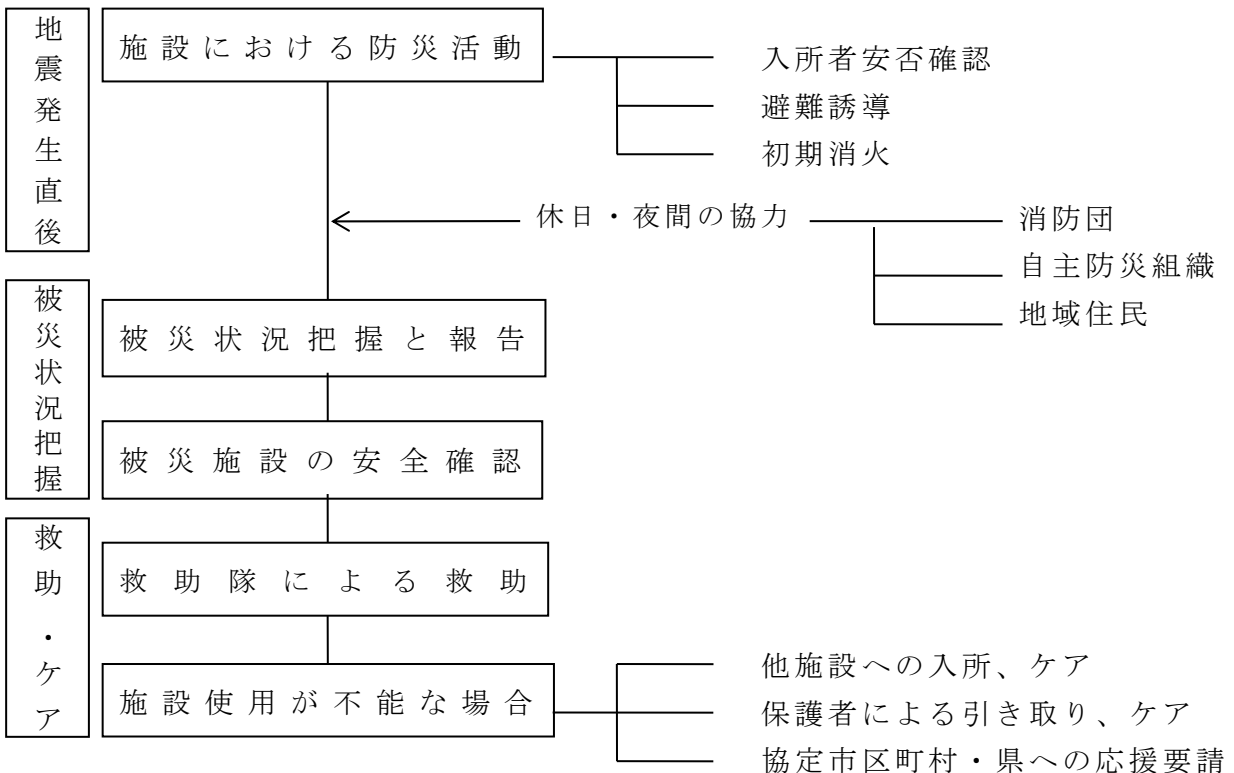 地震発生直後
施設における防災活動
入所者安否確認
避難誘導
初期消火
休日・夜間の協力
消防団
自主防災組織
地域住民
被災状況把握
被災状況把握と報告
被災施設の安全確認
救助・ケア
救助隊による救助
施設使用が不能な場合
他施設への入所、ケア
保護者による引き取り、ケア
協定市区町村・県への応援要請